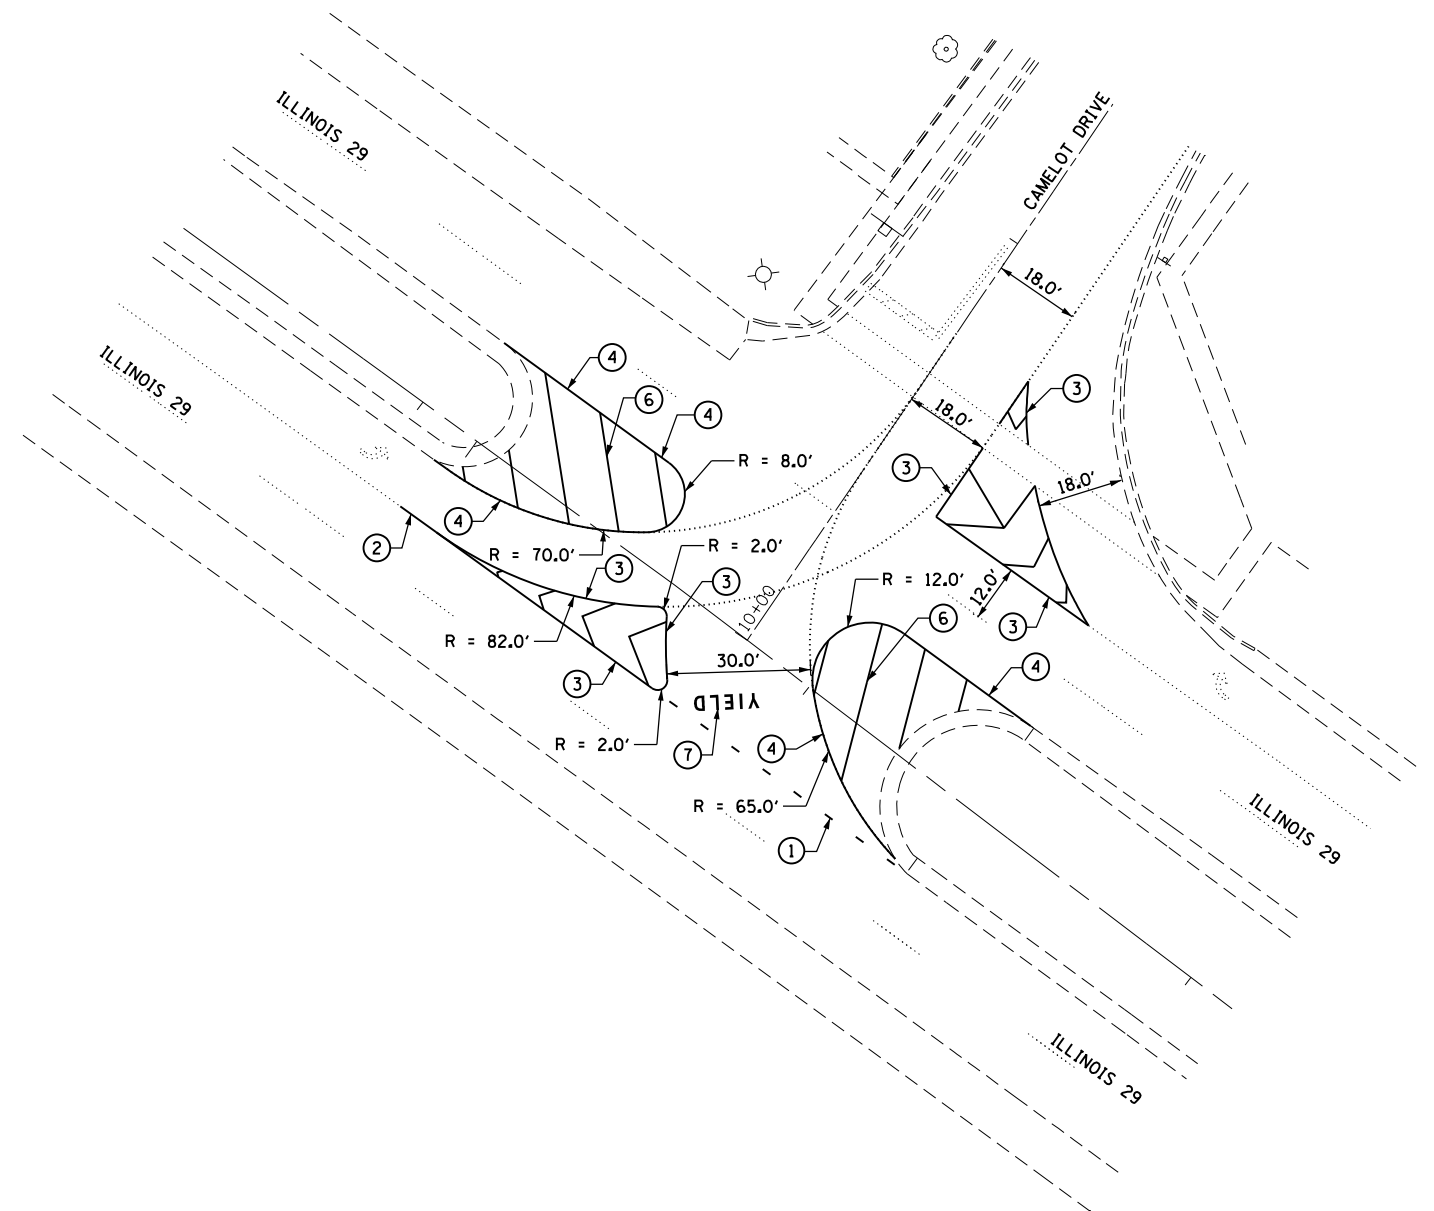 ILLINOIS 29
CAMELOT DRIVE
18.0'
ILLINOIS 29
4
6
4
3
18.0'
R = 8.0'
3
18.0'
4
2
R = 70.0'
R = 2.0'
3
3
10+00
R = 12.0'
12.0'
6
3
R = 82.0'
30.0'
4
3
YIELD
R = 2.0'
7
4
R = 65.0'
1
ILLINOIS 29
ILLINOIS 29